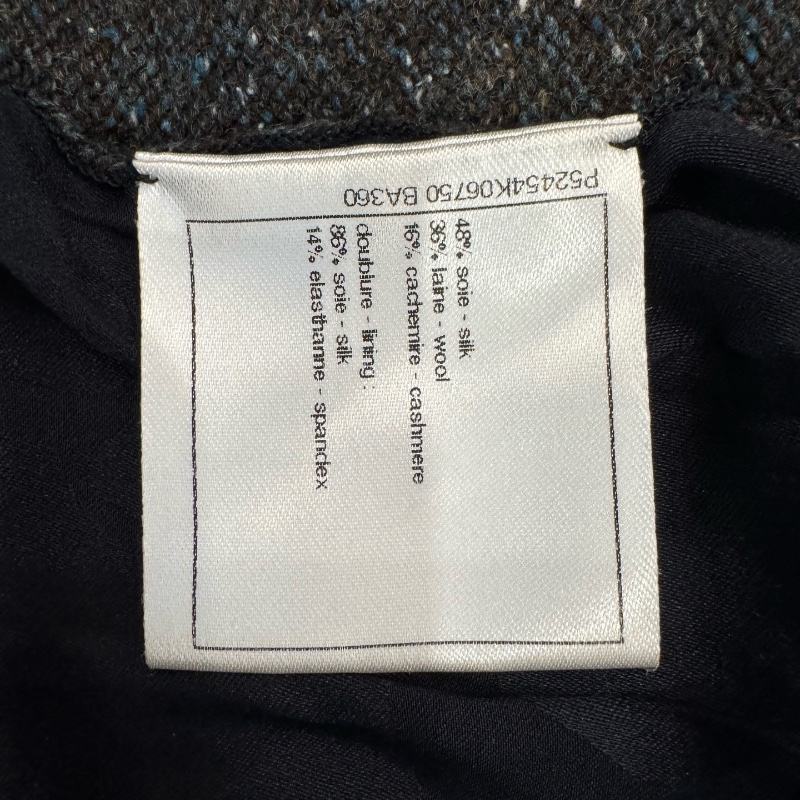 P52454K06750 BA360
48% soie - silk
36% laine - wool
16% cachemire - cashmere
doublure - lining :
86% soie - silk
14% elasthanne - spandex